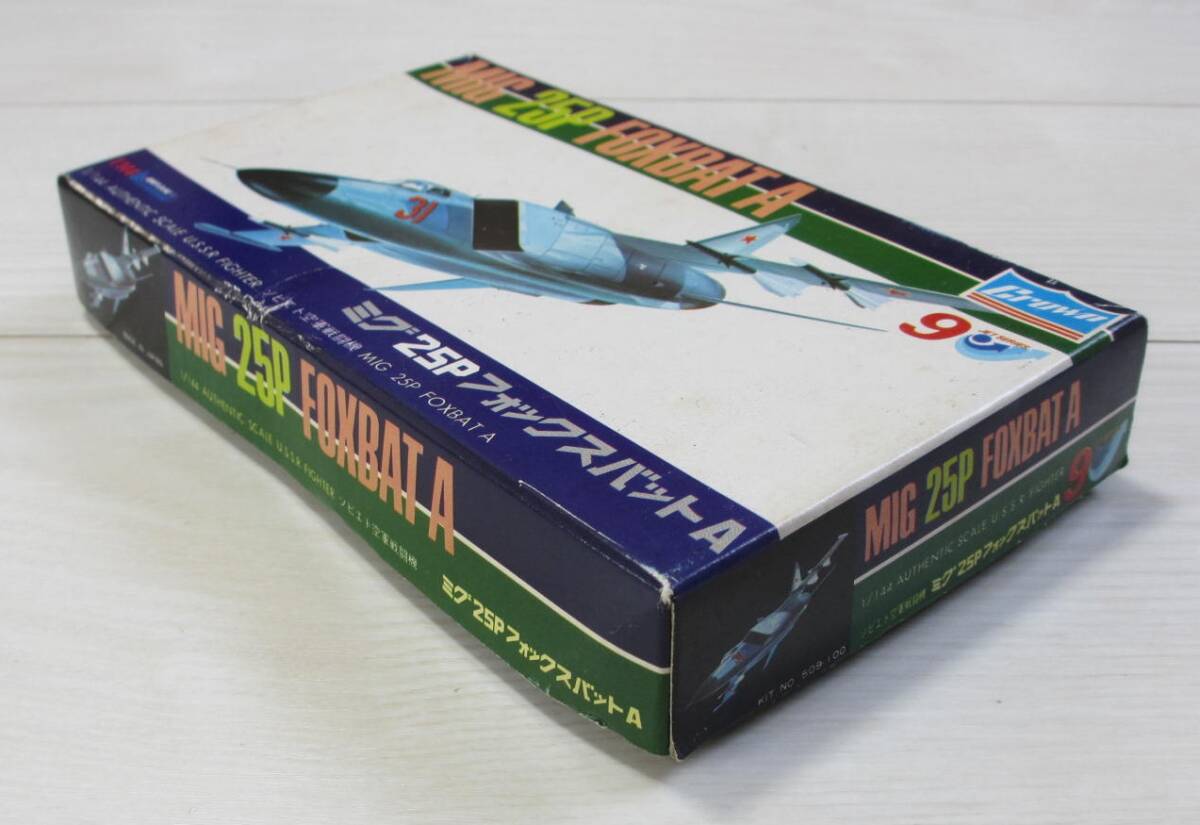 MIG 25P FOXBAT A
31
Crown
9 JET SERIES
1/144 AUTHENTIC SCALE U.S.S.R FIGHTER ソビエト空軍戦闘機 MIG 25P FOXBAT A
ミグ25PフォックスバットA
MIG 25P FOXBAT A
1/144 AUTHENTIC SCALE U.S.S.R FIGHTER ソビエト空軍戦闘機
ミグ25PフォックスバットA
MADE IN JAPAN
MIG 25P FOXBAT A
1/144 AUTHENTIC SCALE U.S.S.R FIGHTER
9
ソビエト空軍戦闘機 ミグ25PフォックスバットA
KIT NO. 509-100